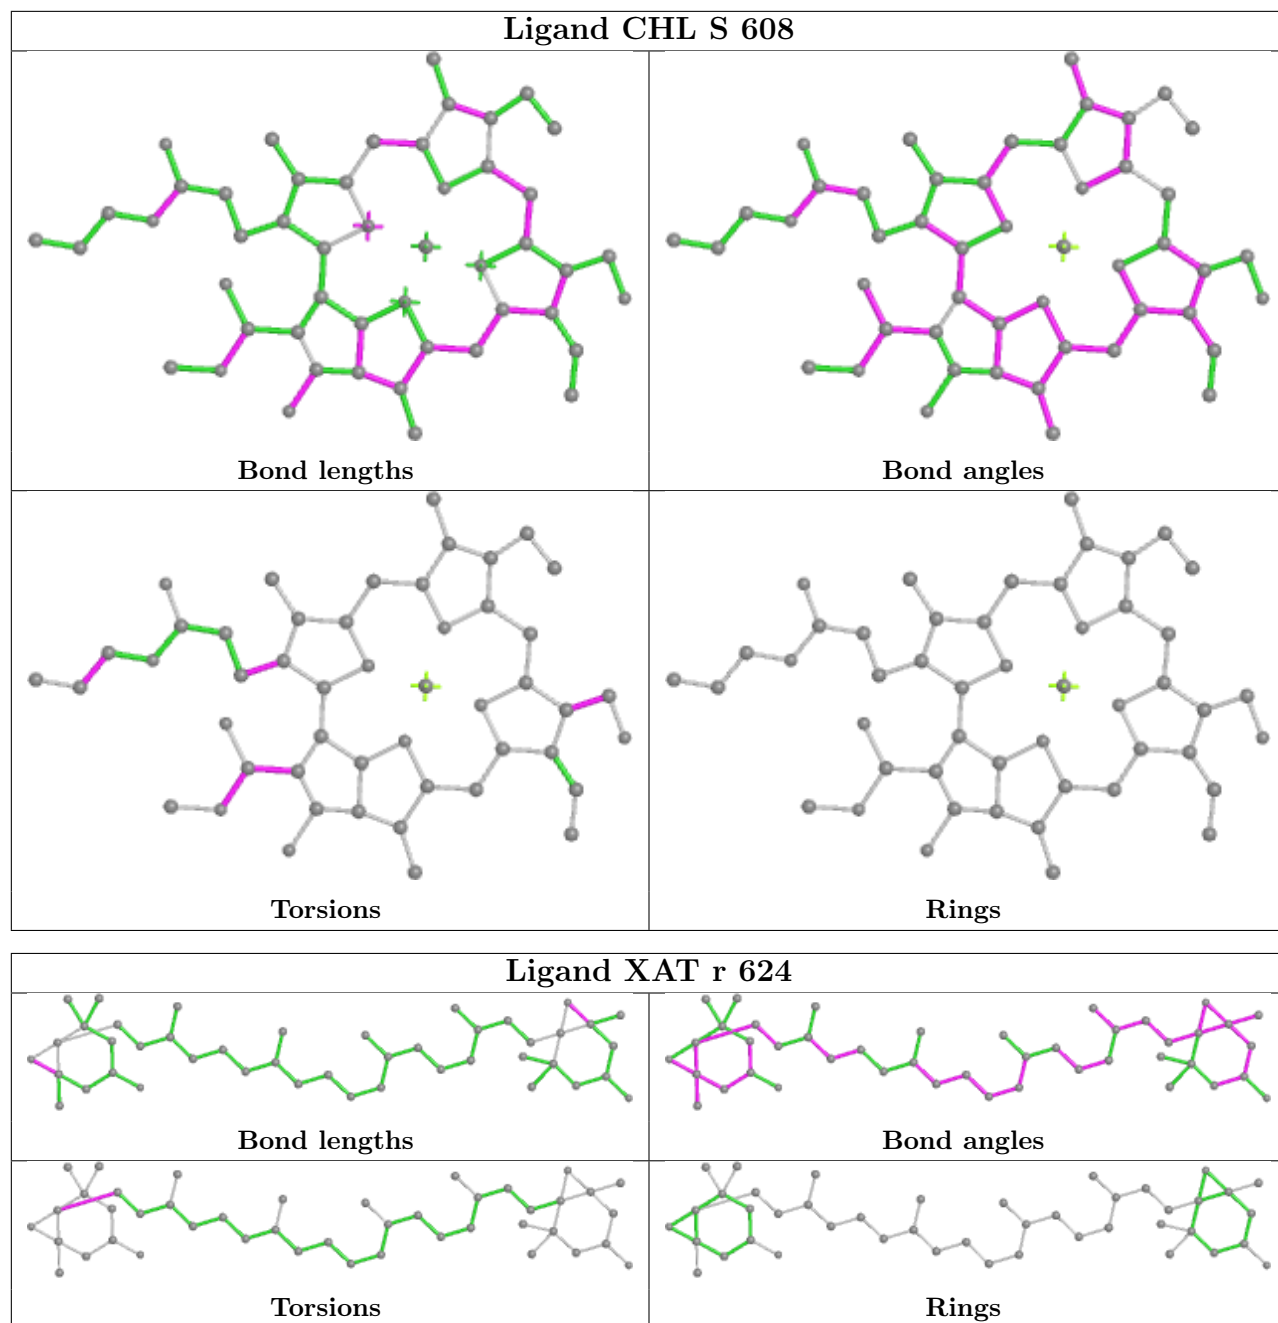 Ligand CHL S 608
Bond lengths
Bond angles
Torsions
Rings
Ligand XAT r 624
Bond lengths
Bond angles
Torsions
Rings